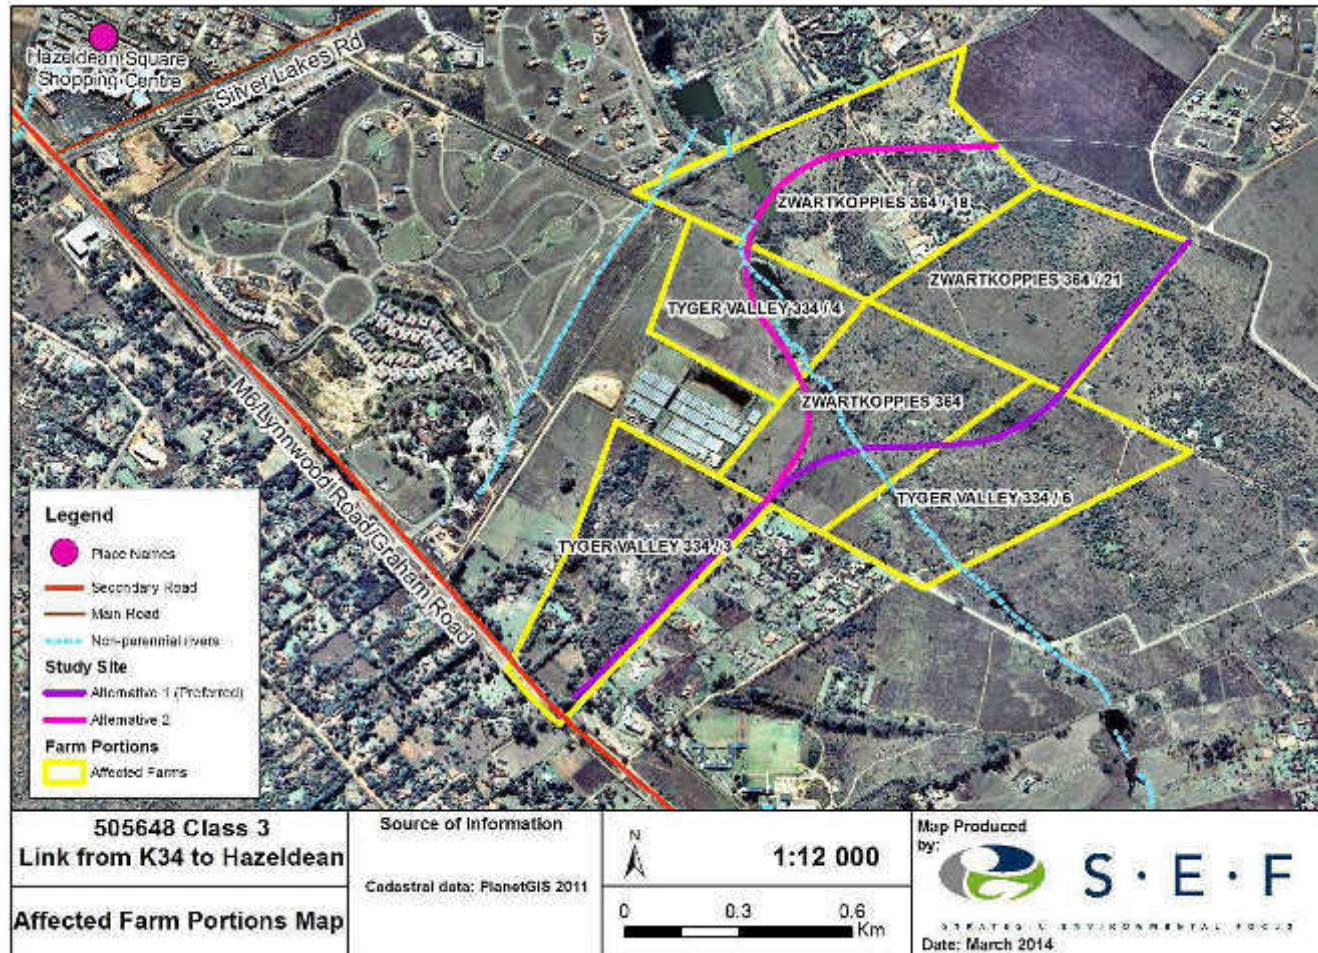 Hazeldean Square
Shopping Centre
Silver Lakes Rd
ZWARTKOPPIES 364 / 18
ZWARTKOPPIES 364 / 21
TYGER VALLEY 334 / 4
ZWARTKOPPIES 364
TYGER VALLEY 334 / 6
TYGER VALLEY 334 / 3
M6/Lynnwood Road/Graham Road
Legend
Place Names
Secondary Road
Main Road
Non-perennial rivers
Study Site
Alternative 1 (Preferred)
Alternative 2
Farm Portions
Affected Farms
505648 Class 3
Link from K34 to Hazeldean
Affected Farm Portions Map
Source of Information
Cadastral data: PlanetGIS 2011
N
1:12 000
0 0.3 0.6
Km
Map Produced
by:
S·E·F
STRATEGIC ENVIRONMENTAL FOCUS
Date: March 2014